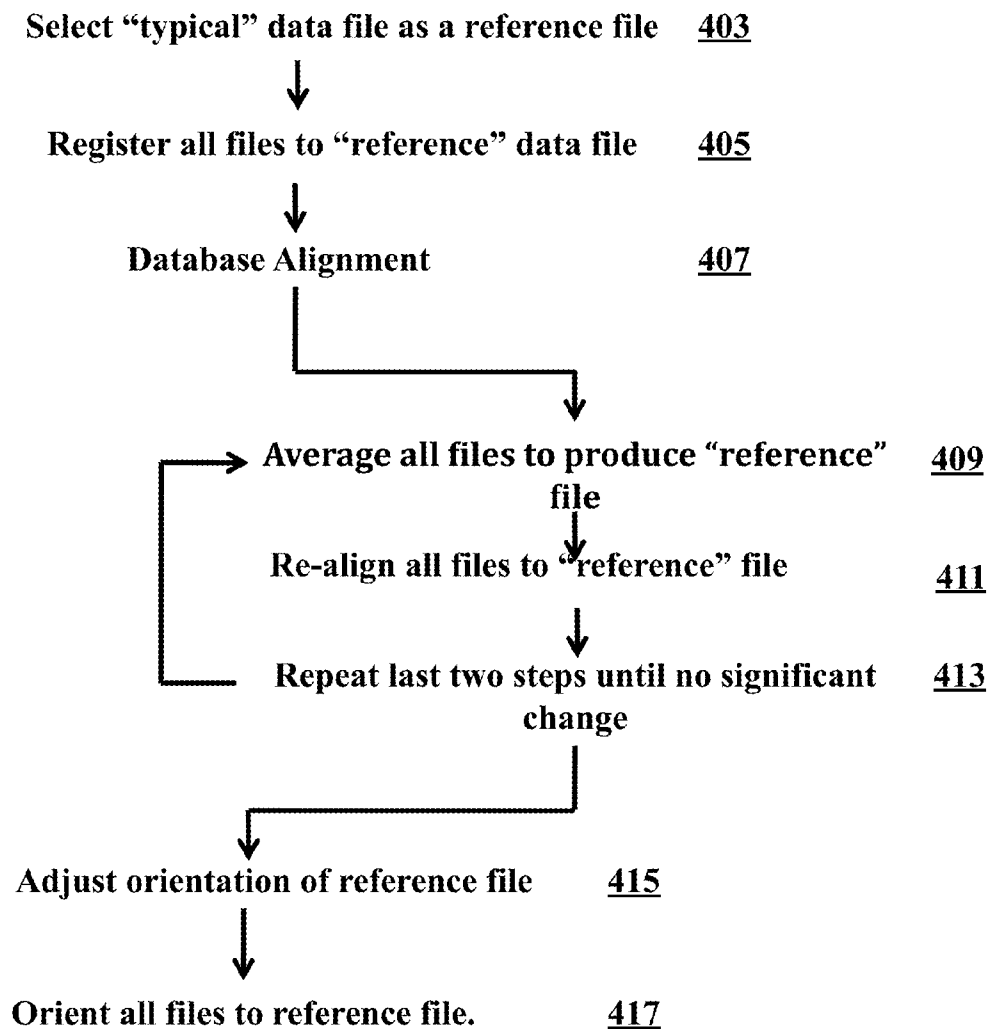 Select “typical” data file as a reference file 403
Register all files to “reference” data file 405
Database Alignment 407
Average all files to produce “reference” 409
file
Re-align all files to “reference” file 411
Repeat last two steps until no significant 413
change
Adjust orientation of reference file 415
Orient all files to reference file. 417